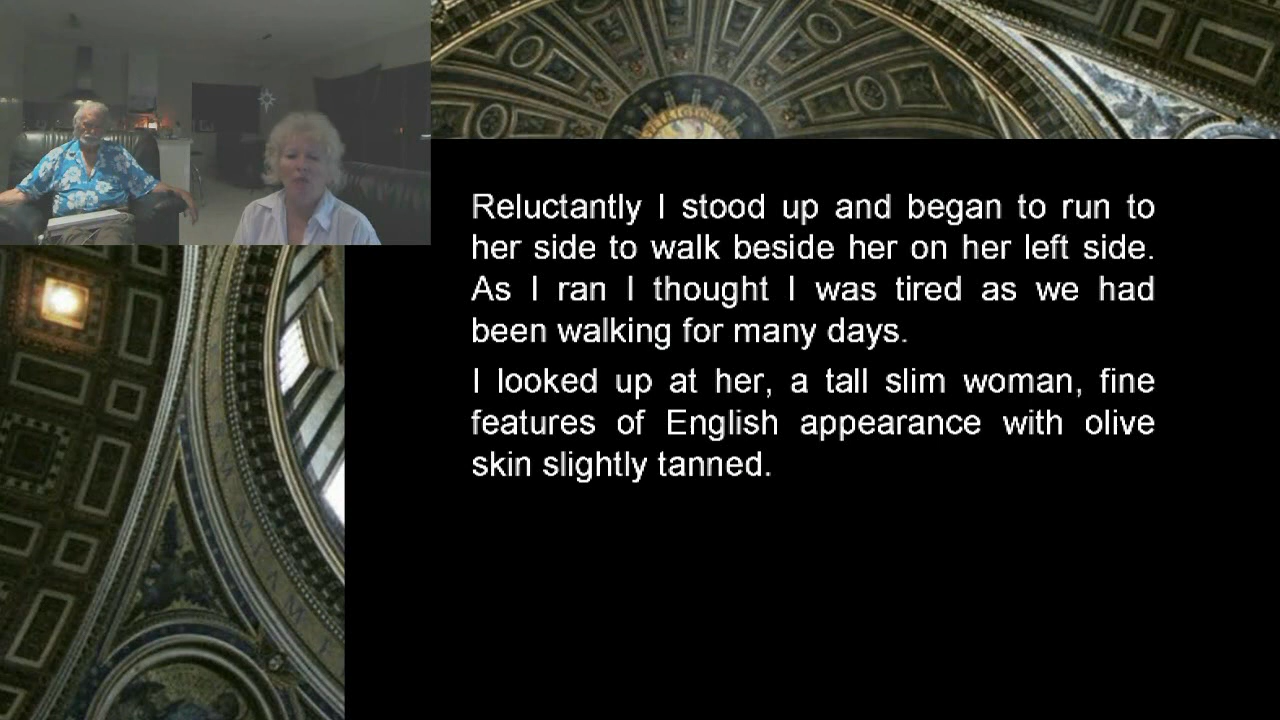 Reluctantly I stood up and began to run to
her side to walk beside her on her left side.
As I ran I thought I was tired as we had
been walking for many days.
I looked up at her, a tall slim woman, fine
features of English appearance with olive
skin slightly tanned.